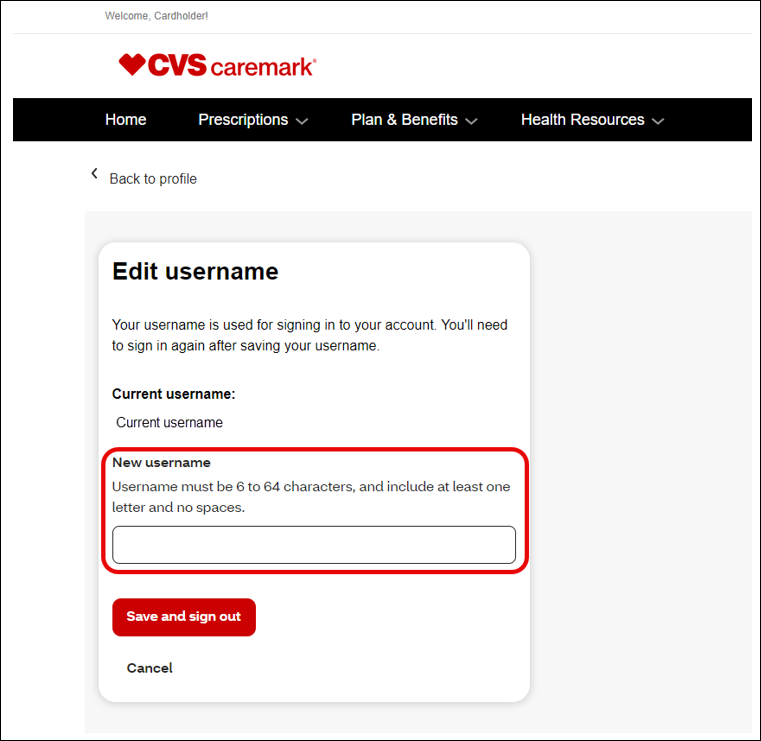 Welcome, Cardholder!
CVS caremark®
Home Prescriptions Plan & Benefits Health Resources
Back to profile
Edit username
Your username is used for signing in to your account. You'll need
to sign in again after saving your username.
Current username:
Current username
New username
Username must be 6 to 64 characters, and include at least one
letter and no spaces.
Save and sign out
Cancel